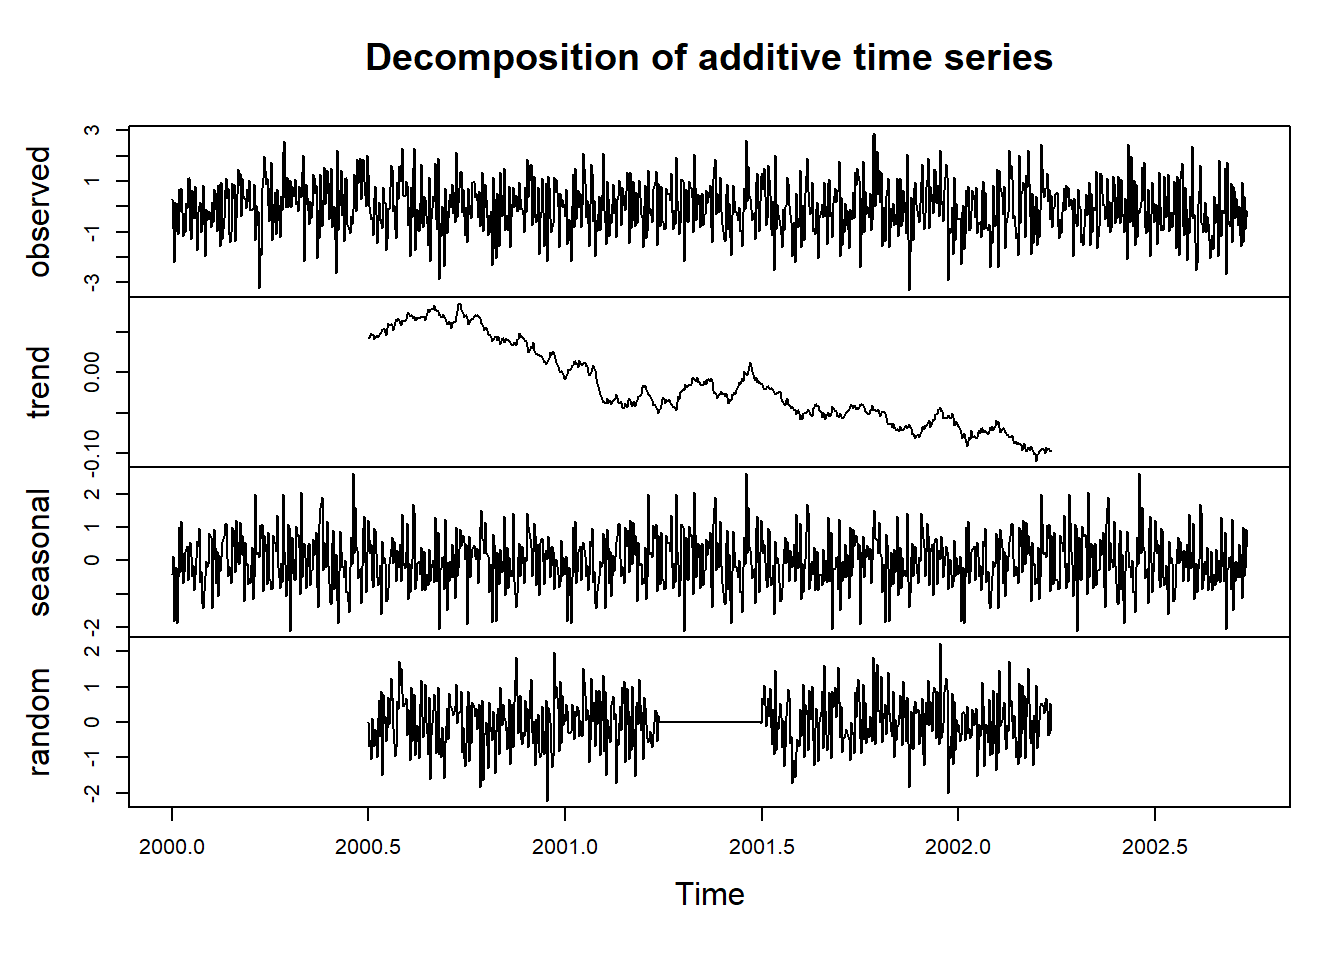 Decomposition of additive time series
observed
3
1
-1
-3
trend
0.00
-0.10
seasonal
2
1
0
-2
random
2
1
0
-1
-2
2000.0 2000.5 2001.0 2001.5 2002.0 2002.5
Time